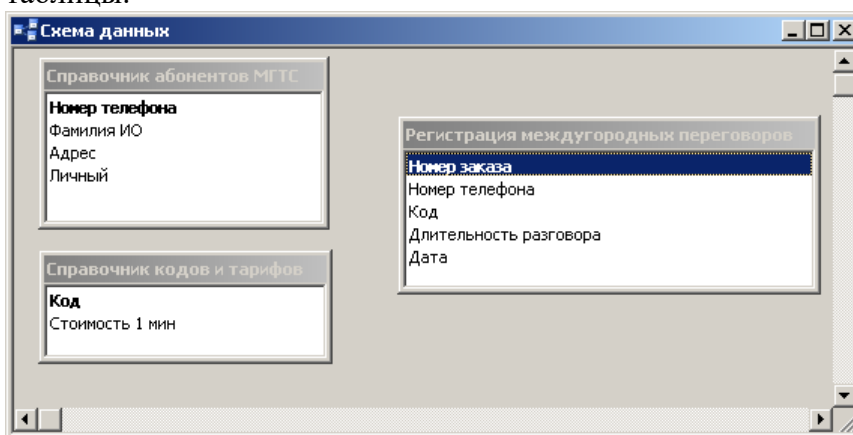 таблицы.
Схема данных
Справочник абонентов МГТС
Номер телефона
Фамилия ИО
Адрес
Личный
Регистрация междугородных переговоров
Номер заказа
Номер телефона
Код
Длительность разговора
Дата
Справочник кодов и тарифов
Код
Стоимость 1 мин